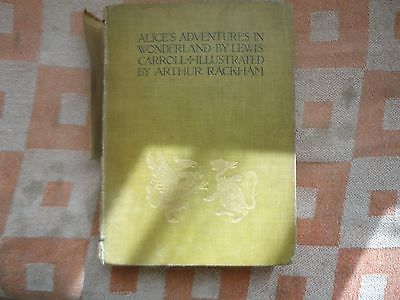 ALICE'S ADVENTURES IN
WONDERLAND · BY LEWIS
CARROLL ✢ ILLUSTRATED
BY ARTHUR RACKHAM